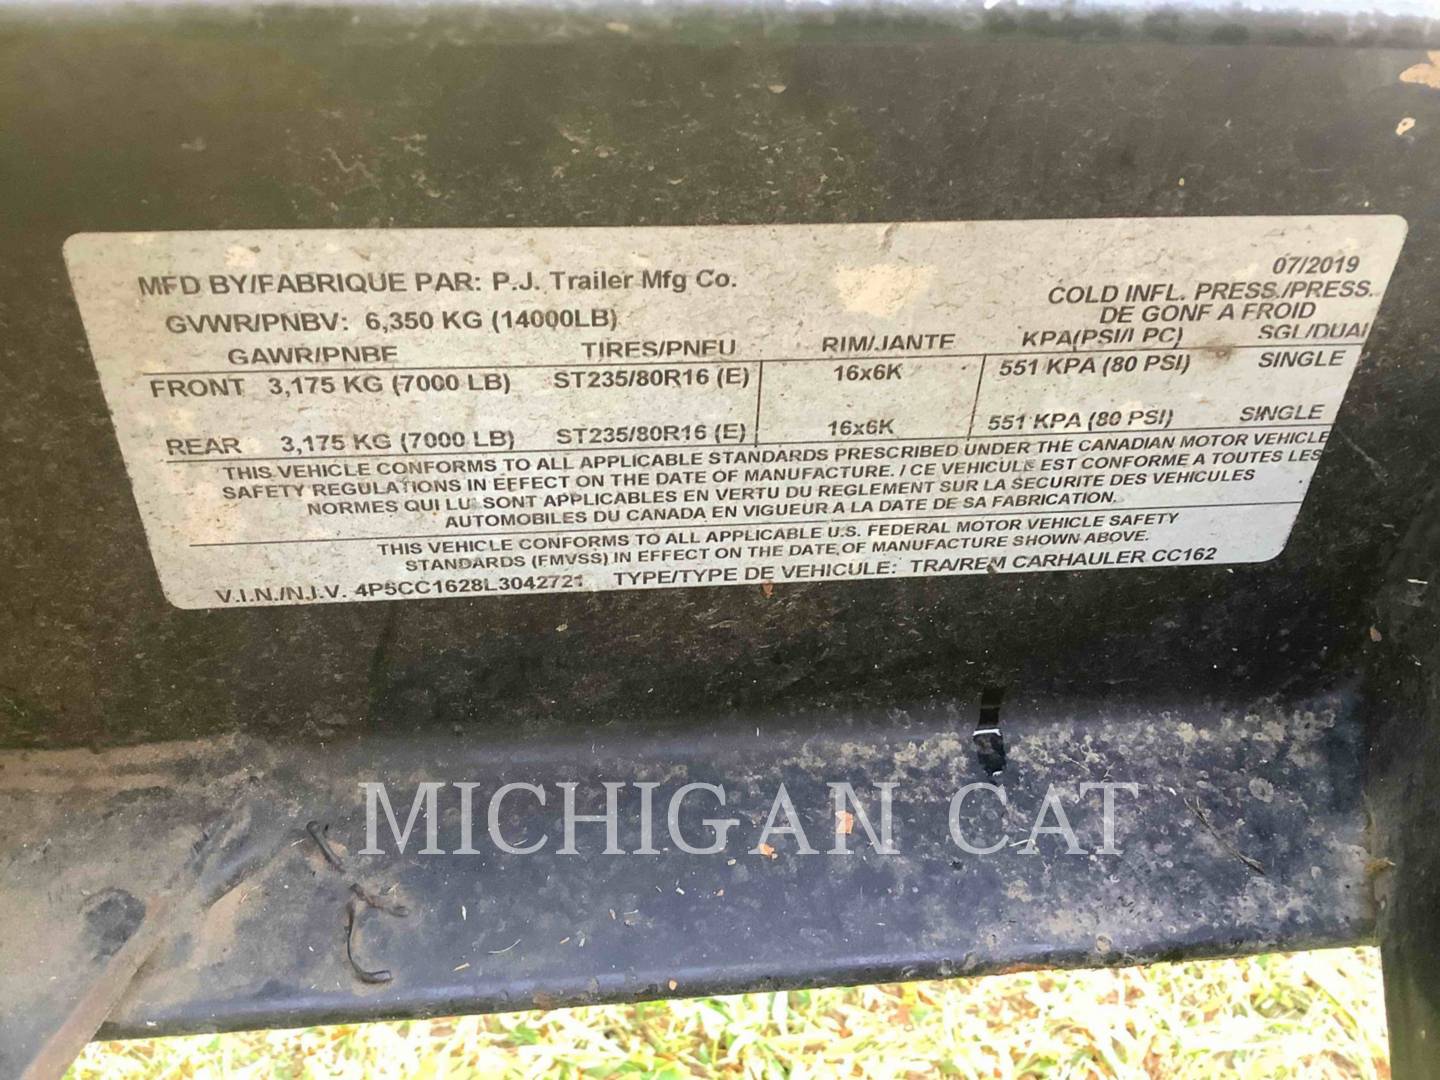 MFD BY/FABRIQUE PAR: P.J. Trailer Mfg Co.
07/2019
GVWR/PNBV: 6,350 KG (14000LB)
COLD INFL. PRESS./PRESS.
DE GONF A FROID
GAWR/PNBE TIRES/PNEU RIM/JANTE KPA(PSI/I PC) SGL/DUAL
FRONT 3,175 KG (7000 LB) ST235/80R16 (E) 16x6K 551 KPA (80 PSI) SINGLE
REAR 3,175 KG (7000 LB) ST235/80R16 (E) 16x6K 551 KPA (80 PSI) SINGLE
THIS VEHICLE CONFORMS TO ALL APPLICABLE STANDARDS PRESCRIBED UNDER THE CANADIAN MOTOR VEHICLE
SAFETY REGULATIONS IN EFFECT ON THE DATE OF MANUFACTURE. / CE VEHICULE EST CONFORME A TOUTES LES
NORMES QUI LUI SONT APPLICABLES EN VERTU DU REGLEMENT SUR LA SECURITE DES VEHICULES
AUTOMOBILES DU CANADA EN VIGUEUR A LA DATE DE SA FABRICATION.
THIS VEHICLE CONFORMS TO ALL APPLICABLE U.S. FEDERAL MOTOR VEHICLE SAFETY
STANDARDS (FMVSS) IN EFFECT ON THE DATE OF MANUFACTURE SHOWN ABOVE.
V.I.N./N.I.V. 4P5CC1628L3042721 TYPE/TYPE DE VEHICULE: TRA/REM CARHAULER CC162
MICHIGAN CAT